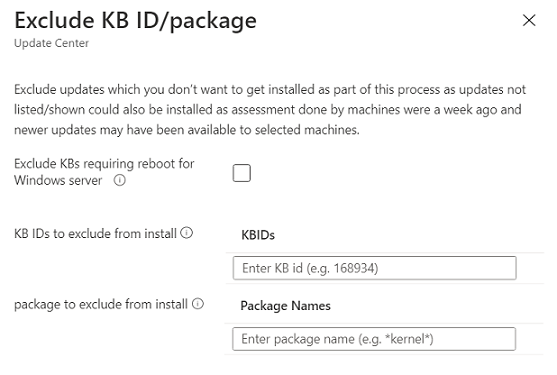 Exclude KB ID/package
Update Center
Exclude updates which you don't want to get installed as part of this process as updates not
listed/shown could also be installed as assessment done by machines were a week ago and
newer updates may have been available to selected machines.
Exclude KBs requiring reboot for
Windows server
KB IDs to exclude from install
KBIDs
Enter KB id (e.g. 168934)
package to exclude from install
Package Names
Enter package name (e.g. *kernel*)